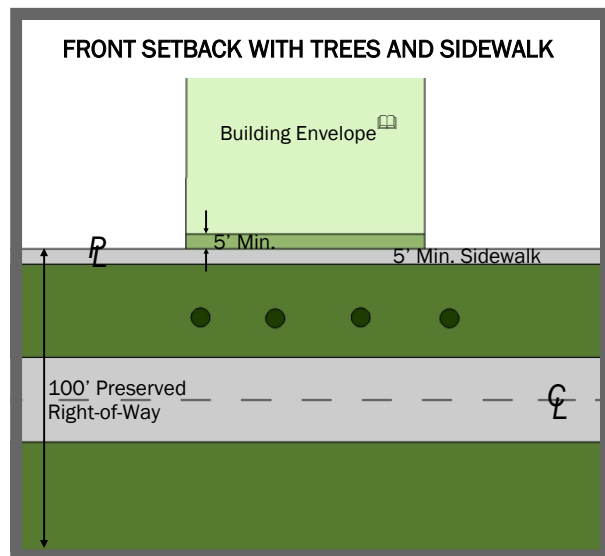 FRONT SETBACK WITH TREES AND SIDEWALK
Building Envelope
5' Min.
PL
5' Min. Sidewalk
100' Preserved
Right-of-Way
CL